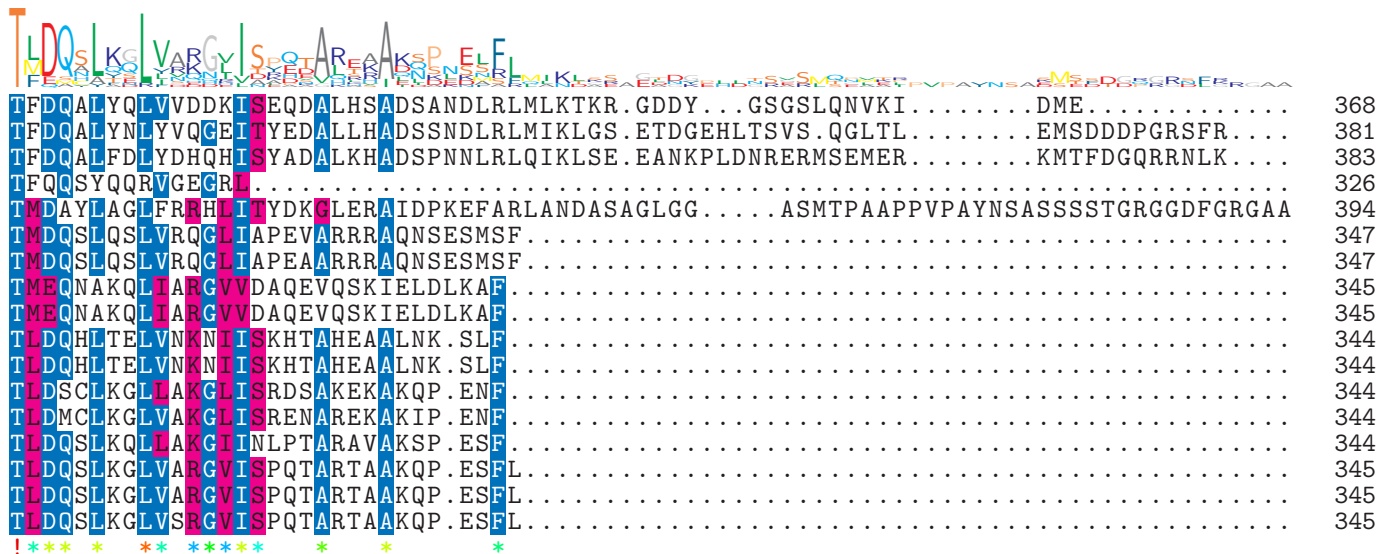 TFDQALYQLVVDDKISEQDALHSADSANDLRLMLKTKR.GDDY...GSGSLQNVKI........DME............. 368
TFDQALYNLYVQGEITYEDALLHADSSNDLRLMIKLGS.ETDGEHLTSVS.QGLTL........EMSDDDPGRSFR.... 381
TFDQALFDLYDHQHISYADALKHADSPNNLRLQIKLSE.EANKPLDNRERMSEMER........KMTFDGQRRNLK.... 383
TFQQSYQQRVGEGRL................................................................. 326
TMDAYLAGLFRRHLITYDKGLERAIDPKEFARLANDASAGLGG.....ASMTPAAPPVPAYNSASSSSTGRGGDFGRGAA 394
TMDQSLQSLVRQGLIAPEVARRRAQNSESMSF................................................ 347
TMDQSLQSLVRQGLIAPEAARRRAQNSESMSF................................................ 347
TMEQNAKQLIARGVVDAQEVQSKIELDLKAF................................................. 345
TMEQNAKQLIARGVVDAQEVQSKIELDLKAF................................................. 345
TLDQHLTELVNKNIISKHTAHEAALNK.SLF................................................. 344
TLDQHLTELVNKNIISKHTAHEAALNK.SLF................................................. 344
TLDSCLKGLLAKGLISRDSAKEKAKQP.ENF................................................. 344
TLDMCLKGLVAKGLISRENAREKAKIP.ENF................................................. 344
TLDQSLKQLLAKGIINLPTARAVAKSP.ESF................................................. 344
TLDQSLKGLVARGVISPQTARTAAKQP.ESFL................................................ 345
TLDQSLKGLVARGVISPQTARTAAKQP.ESFL................................................ 345
TLDQSLKGLVSRGVISPQTARTAAKQP.ESFL................................................ 345
!*** *  ** *****   *   *      *